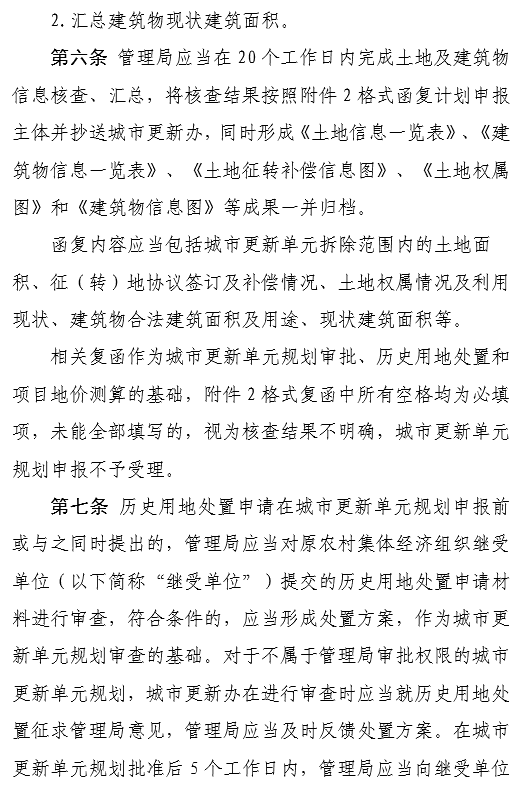 2. 汇总建筑物现状建筑面积。
第六条 管理局应当在 20 个工作日内完成土地及建筑物
信息核查、汇总，将核查结果按照附件 2 格式函复计划申报
主体并抄送城市更新办，同时形成《土地信息一览表》、《建
筑物信息一览表》、《土地征转补偿信息图》、《土地权属
图》和《建筑物信息图》等成果一并归档。
函复内容应当包括城市更新单元拆除范围内的土地面
积、征（转）地协议签订及补偿情况、土地权属情况及利用
现状、建筑物合法建筑面积及用途、现状建筑面积等。
相关复函作为城市更新单元规划审批、历史用地处置和
项目地价测算的基础，附件 2 格式复函中所有空格均为必填
项，未能全部填写的，视为核查结果不明确，城市更新单元
规划申报不予受理。
第七条 历史用地处置申请在城市更新单元规划申报前
或与之同时提出的，管理局应当对原农村集体经济组织继受
单位（以下简称“继受单位”）提交的历史用地处置申请材
料进行审查，符合条件的，应当形成处置方案，作为城市更
新单元规划审查的基础。对于不属于管理局审批权限的城市
更新单元规划，城市更新办在进行审查时应当就历史用地处
置征求管理局意见，管理局应当及时反馈处置方案。在城市
更新单元规划批准后 5 个工作日内，管理局应当向继受单位